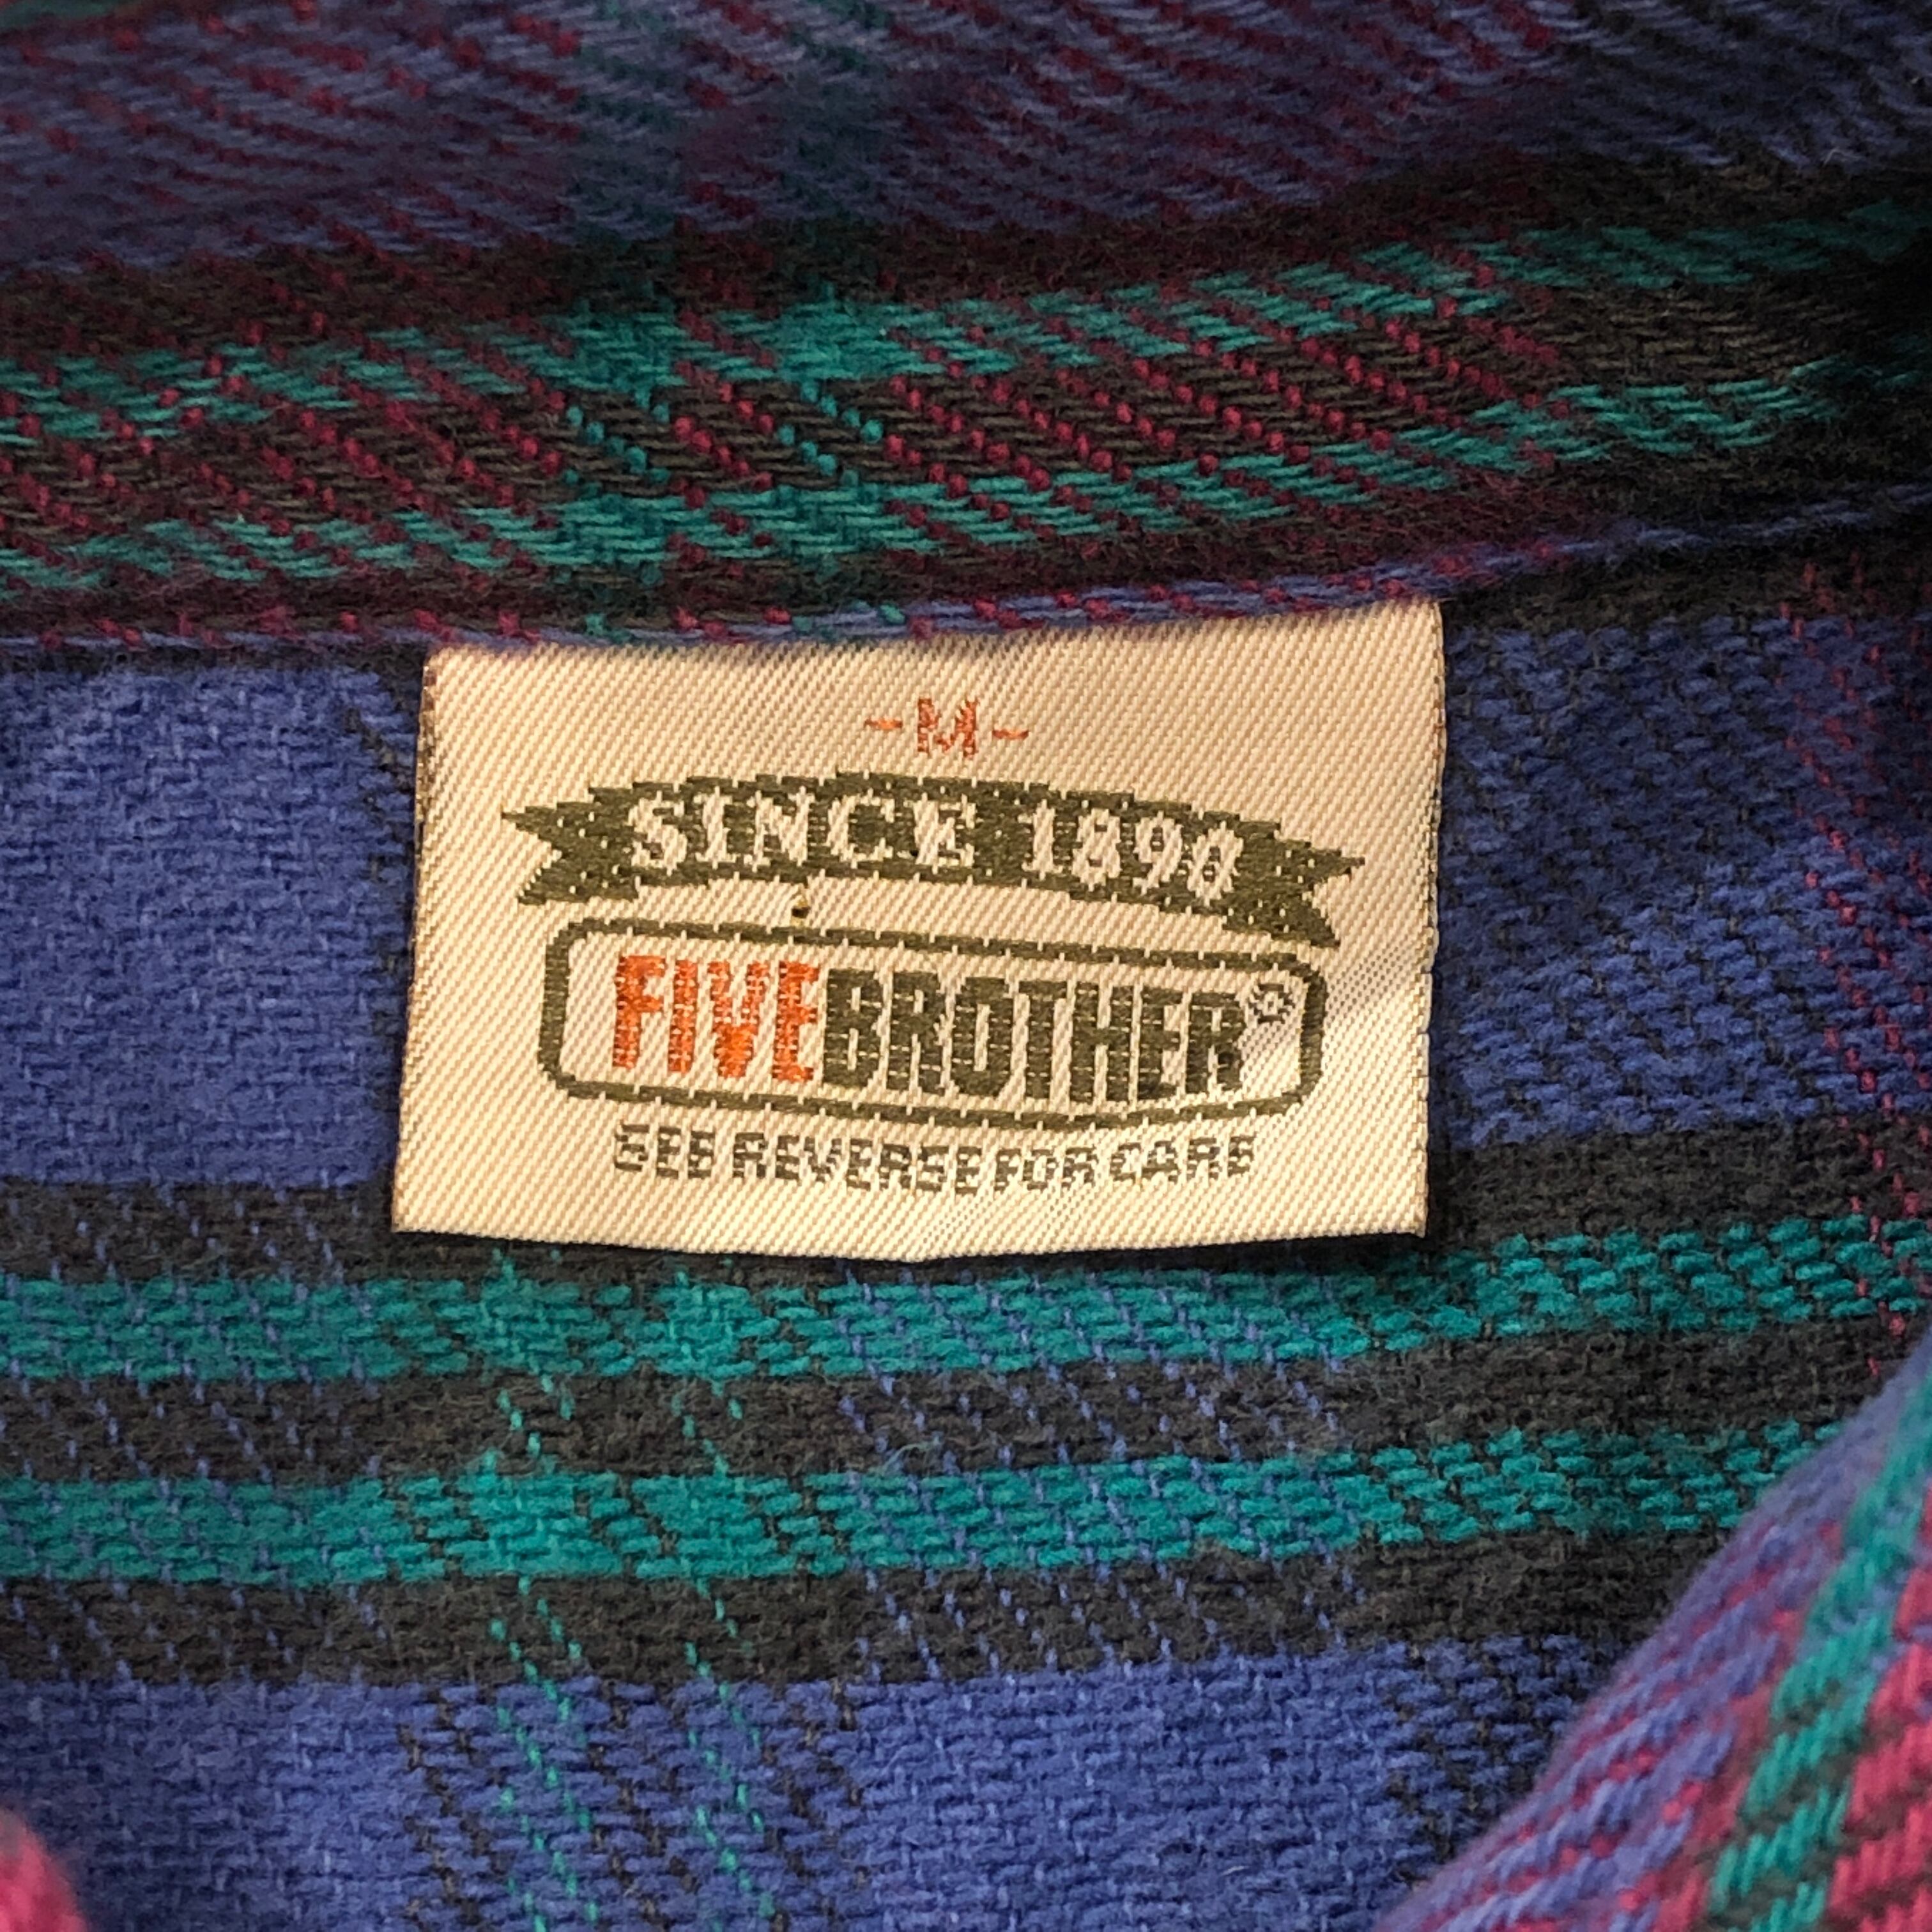 -M-
SINCE 1890
FIVEBROTHER®
SEE REVERSE FOR CARE